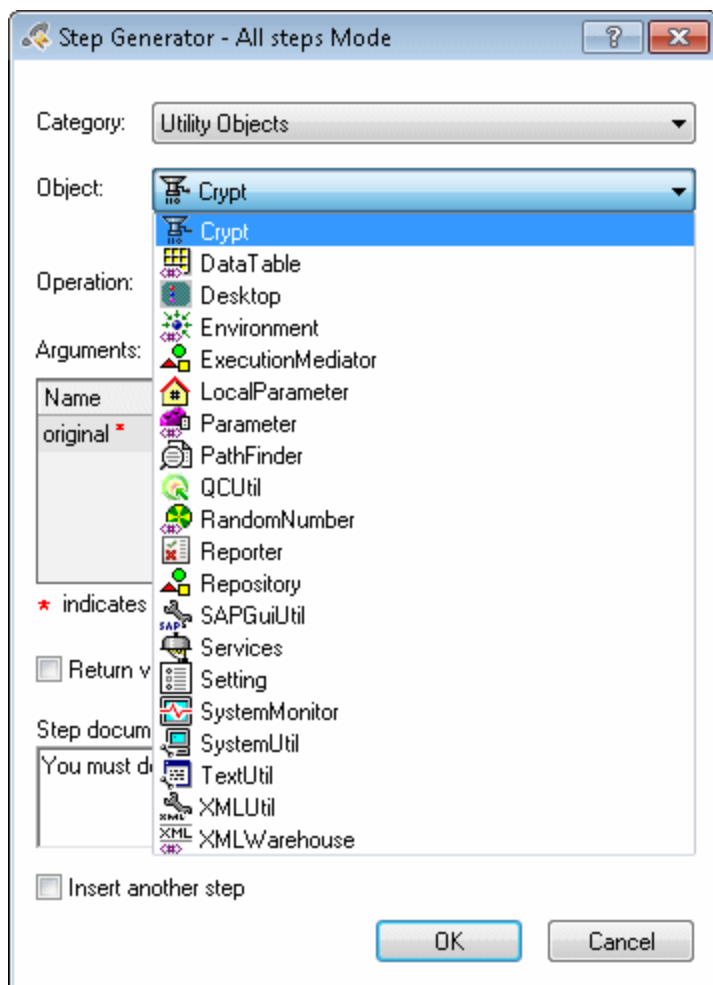 Step Generator - All steps Mode
Category:
Utility Objects
Object:
Crypt
Crypt
DataTable
Desktop
Operation:
Environment
Arguments:
ExecutionMediator
LocalParameter
Name
Parameter
original *
PathFinder
QCUtil
RandomNumber
Reporter
Repository
* indicates
SAPGuiUtil
Services
Return v
Setting
SystemMonitor
Step docum
SystemUtil
You must d
TextUtil
XMLUtil
XMLWarehouse
Insert another step
OK
Cancel